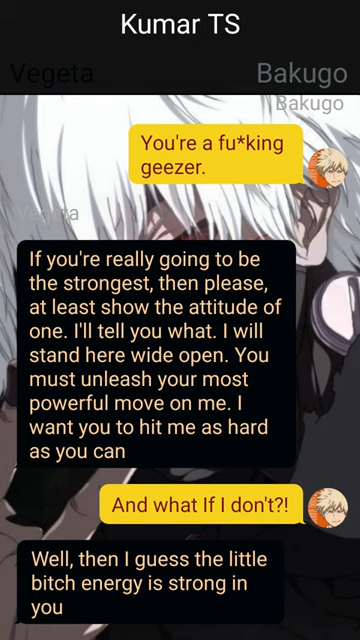 Kumar TS
Vegeta Bakugo
Bakugo
You're a fu*king
geezer.
Vegeta
If you're really going to be
the strongest, then please,
at least show the attitude of
one. I'll tell you what. I will
stand here wide open. You
must unleash your most
powerful move on me. I
want you to hit me as hard
as you can
And what If I don't?!
Well, then I guess the little
bitch energy is strong in
you